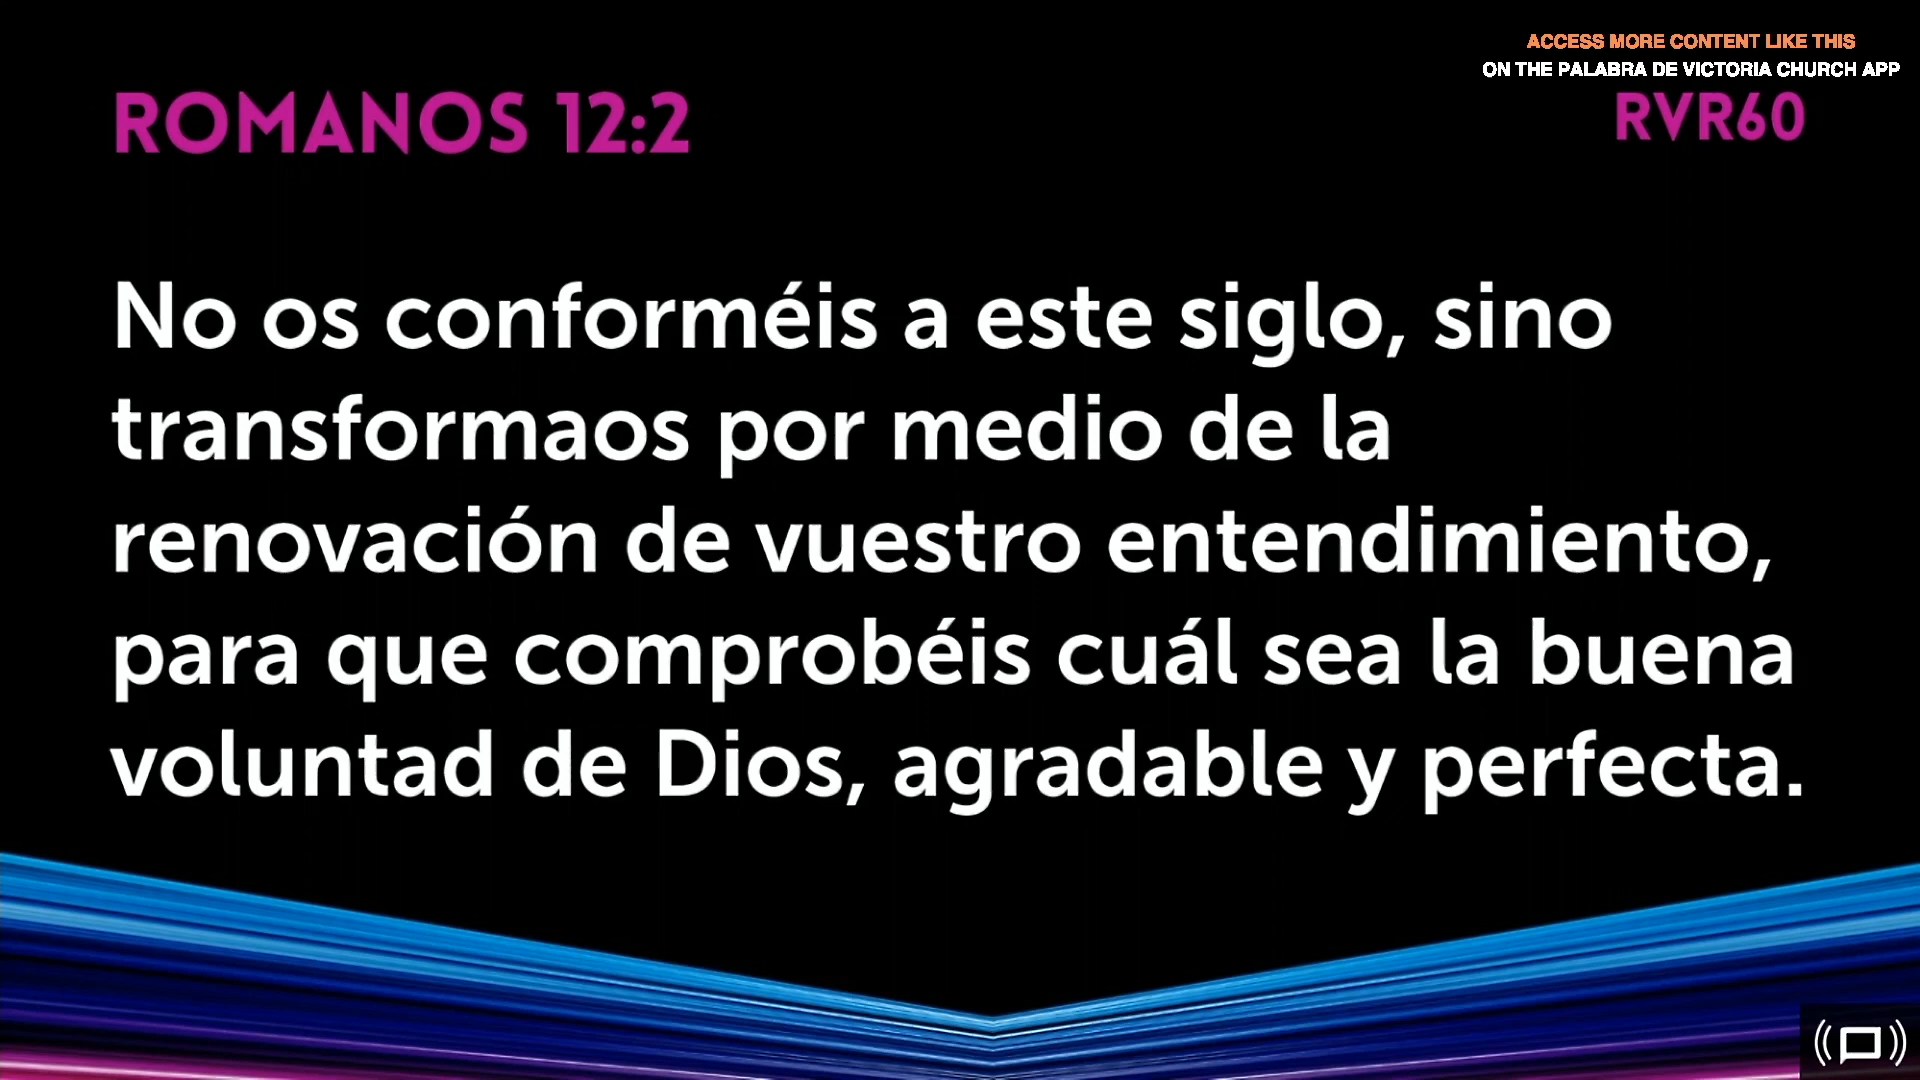 ACCESS MORE CONTENT LIKE THIS
ON THE PALABRA DE VICTORIA CHURCH APP
ROMANOS 12:2
RVR60
No os conforméis a este siglo, sino
transformaos por medio de la
renovación de vuestro entendimiento,
para que comprobéis cuál sea la buena
voluntad de Dios, agradable y perfecta.